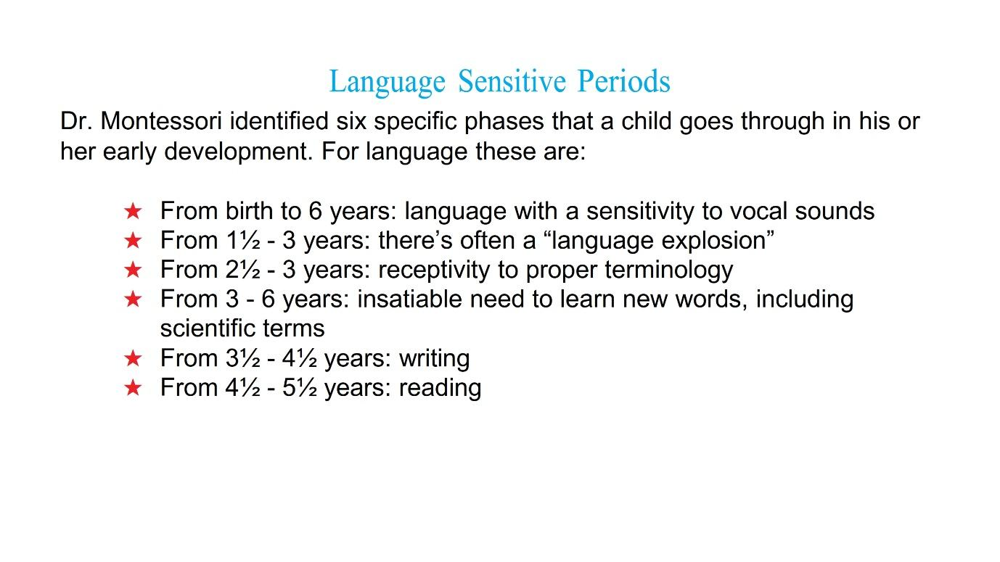 Language Sensitive Periods
Dr. Montessori identified six specific phases that a child goes through in his or
her early development. For language these are:
★ From birth to 6 years: language with a sensitivity to vocal sounds
★ From 1½ - 3 years: there’s often a “language explosion”
★ From 2½ - 3 years: receptivity to proper terminology
★ From 3 - 6 years: insatiable need to learn new words, including
scientific terms
★ From 3½ - 4½ years: writing
★ From 4½ - 5½ years: reading